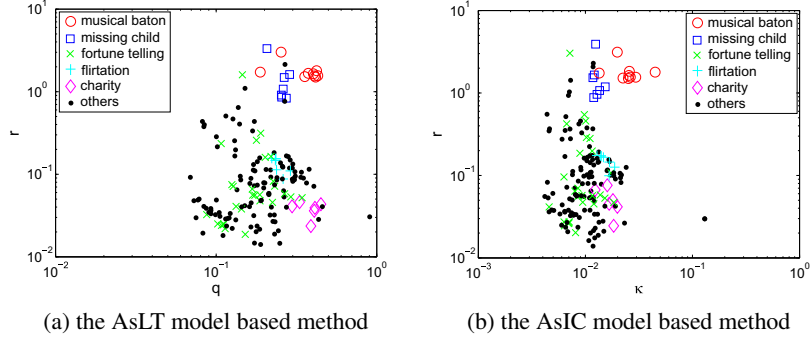 musical baton
missing child
fortune telling
flirtation
charity
others
10^1
10^0
10^-1
10^-2
r
10^-2
10^-1
10^0
q
(a) the AsLT model based method
musical baton
missing child
fortune telling
flirtation
charity
others
10^1
10^0
10^-1
10^-2
r
10^-3
10^-2
10^-1
10^0
κ
(b) the AsIC model based method